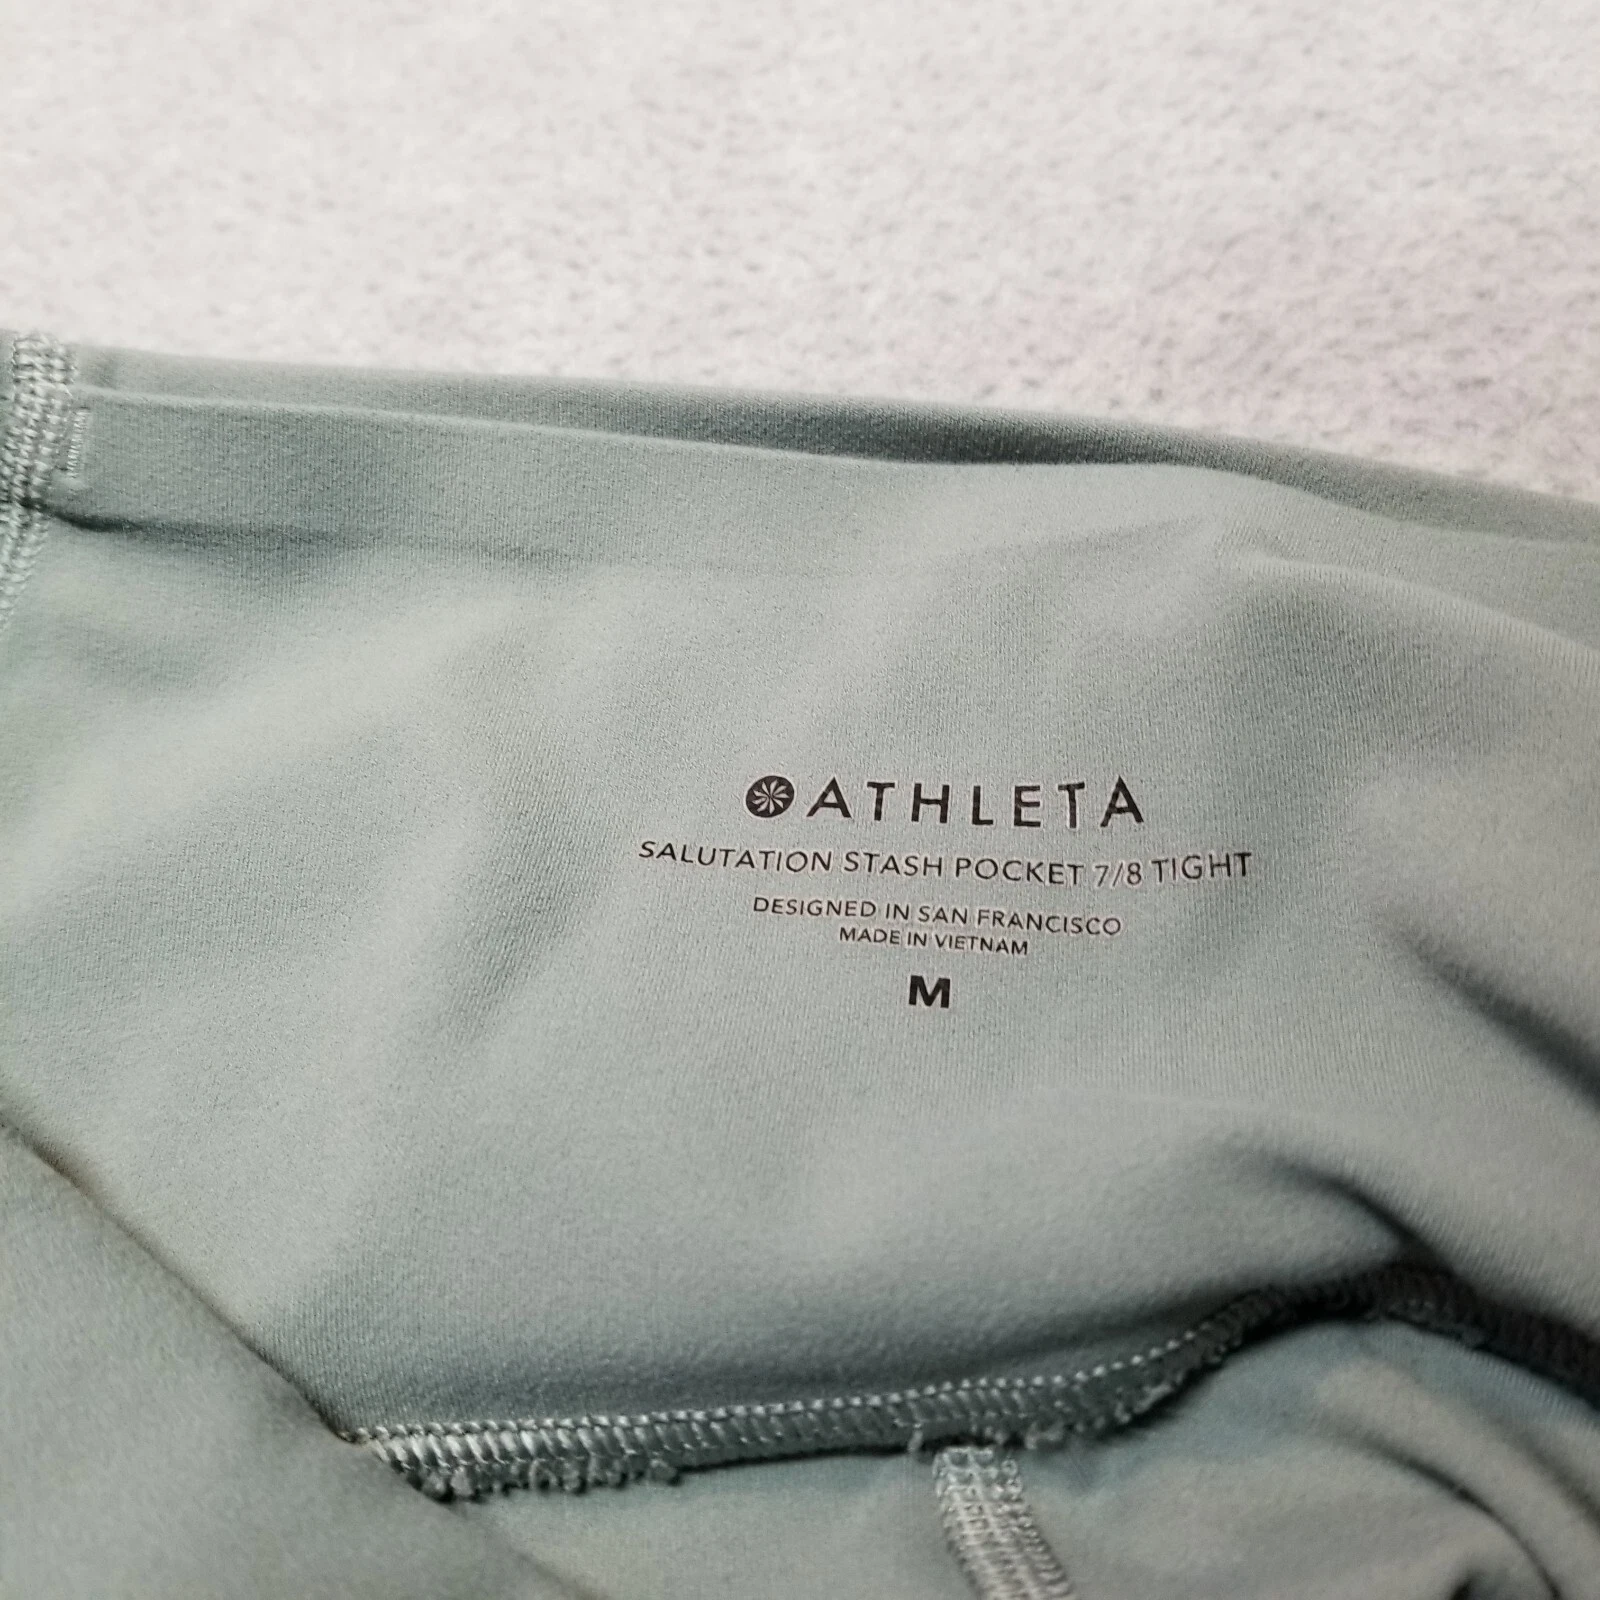 ATHLETA
SALUTATION STASH POCKET 7/8 TIGHT
DESIGNED IN SAN FRANCISCO
MADE IN VIETNAM
M